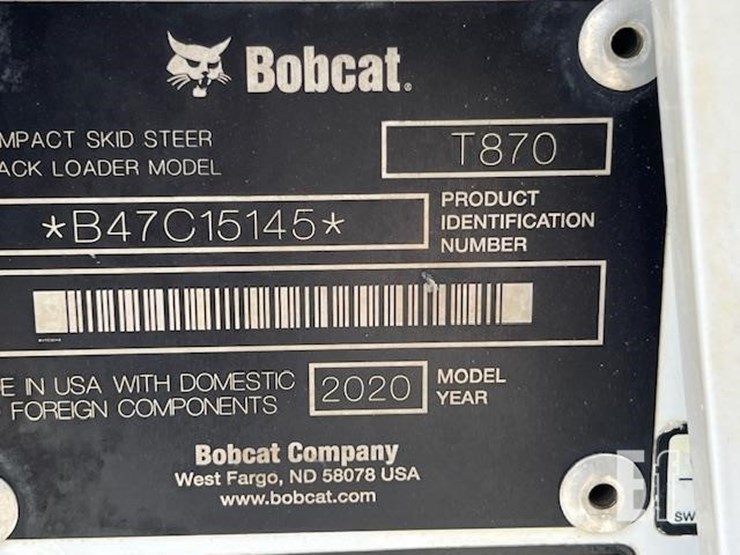 Bobcat.
MPACT SKID STEER
ACK LOADER MODEL
T870
*B47C15145*
PRODUCT
IDENTIFICATION
NUMBER
E IN USA WITH DOMESTIC
FOREIGN COMPONENTS
2020
MODEL
YEAR
Bobcat Company
West Fargo, ND 58078 USA
www.bobcat.com
SW